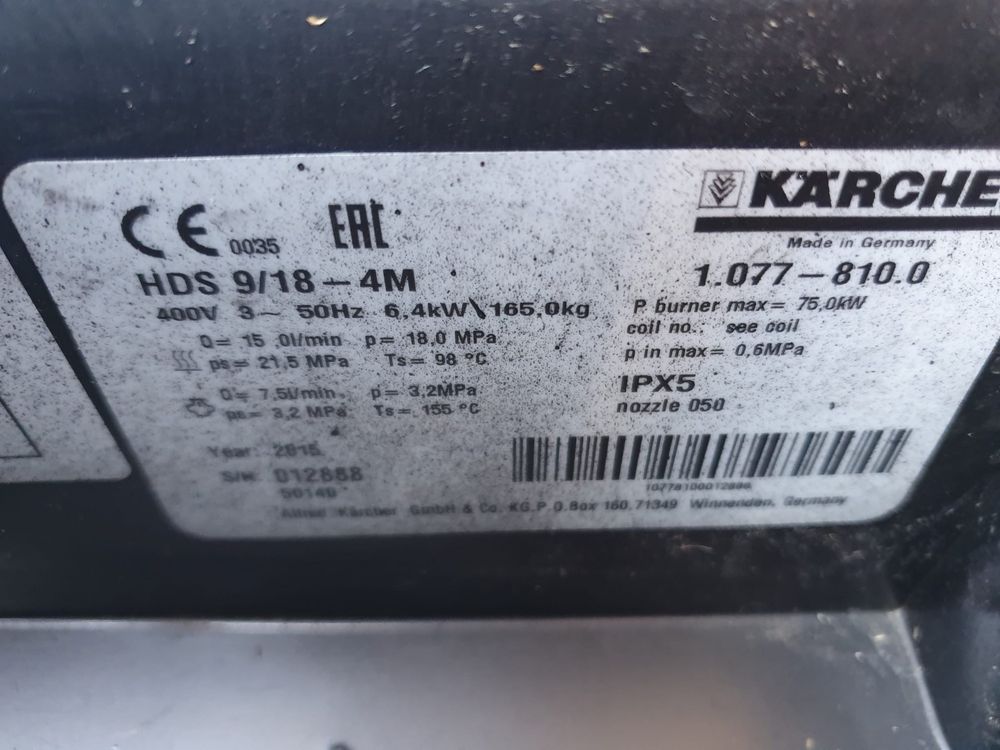 KÄRCHE
Made in Germany
CE 0035 EAC
HDS 9/18-4M
1.077-810.0
400V 3~ 50Hz 6,4kW\165,0kg
P burner max= 75,0kW
Q= 15,0l/min p= 18,0 MPa
coil no.: see coil
ps= 21,5 MPa Ts= 98 °C
p in max= 0,6MPa
Q= 7,5l/min. p= 3,2MPa
IPX5
ps= 3,2 MPa Ts= 155 °C
nozzle 050
Year: 2015
S/N:
50149
Alfred Kärcher GmbH & Co. KG.P.O.Box 160,71349 Winnenden, Germany